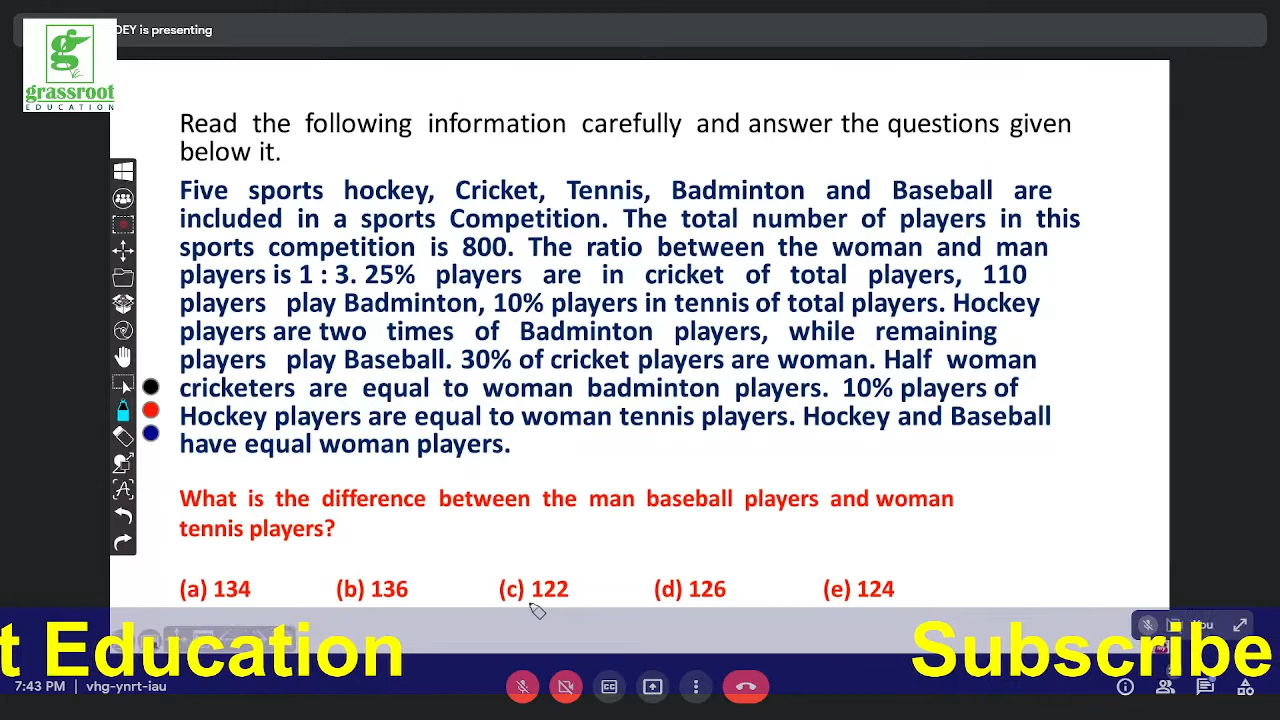 DEY is presenting
g
grassroot
EDUCATION
Read the following information carefully and answer the questions given
below it.
Five sports hockey, Cricket, Tennis, Badminton and Baseball are
included in a sports Competition. The total number of players in this
sports competition is 800. The ratio between the woman and man
players is 1 : 3. 25% players are in cricket of total players, 110
players play Badminton, 10% players in tennis of total players. Hockey
players are two times of Badminton players, while remaining
players play Baseball. 30% of cricket players are woman. Half woman
cricketers are equal to woman badminton players. 10% players of
Hockey players are equal to woman tennis players. Hockey and Baseball
have equal woman players.
What is the difference between the man baseball players and woman
tennis players?
(a) 134 (b) 136 (c) 122 (d) 126 (e) 124
You
t Education Subscribe
7:43 PM | vhg-ynrt-iau